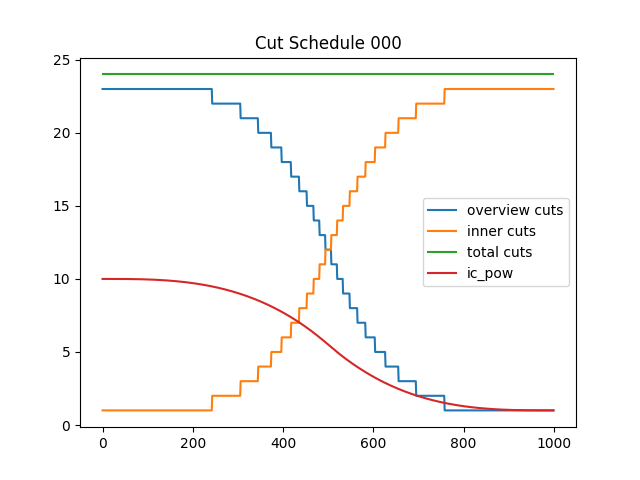 Cut Schedule 000
25
20
15
10
5
0
overview cuts
inner cuts
total cuts
ic_pow
0 200 400 600 800 1000